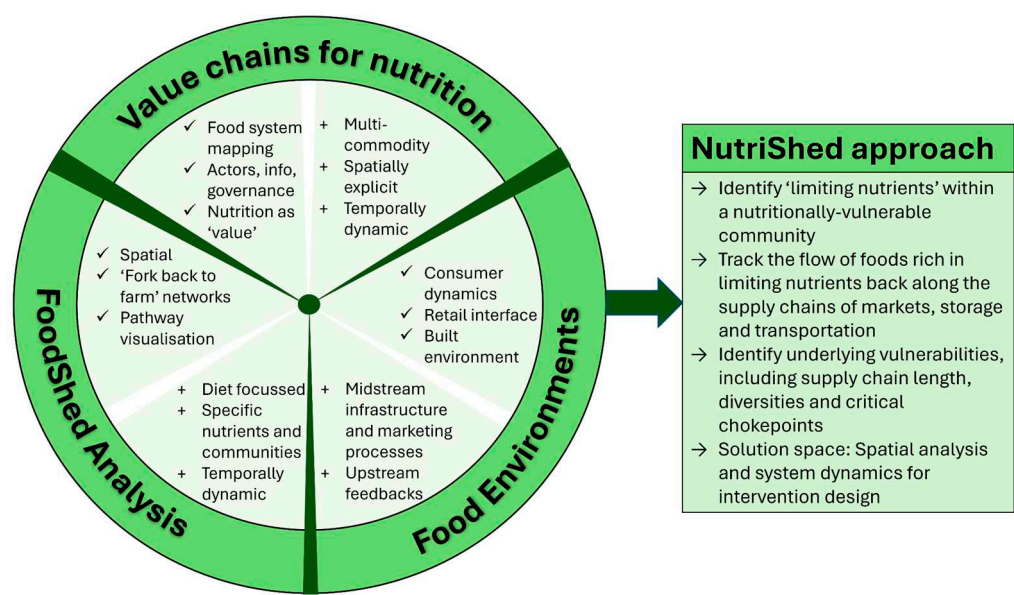 Value chains for nutrition
✓ Food system
mapping
✓ Actors, info,
governance
✓ Nutrition as
‘value’
+ Multi-
commodity
+ Spatially
explicit
+ Temporally
dynamic
FoodShed Analysis
✓ Spatial
✓ ‘Fork back to
farm’ networks
✓ Pathway
visualisation
+ Diet focussed
+ Specific
nutrients and
communities
+ Temporally
dynamic
Food Environments
✓ Consumer
dynamics
✓ Retail interface
✓ Built
environment
+ Midstream
infrastructure
and marketing
processes
+ Upstream
feedbacks
NutriShed approach
→ Identify ‘limiting nutrients’ within
a nutritionally-vulnerable
community
→ Track the flow of foods rich in
limiting nutrients back along the
supply chains of markets, storage
and transportation
→ Identify underlying vulnerabilities,
including supply chain length,
diversities and critical
chokepoints
→ Solution space: Spatial analysis
and system dynamics for
intervention design